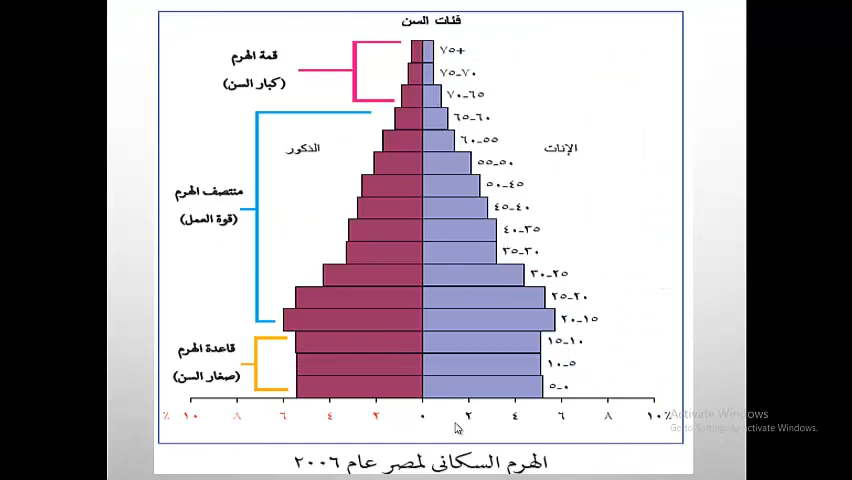 فئات السن
+٧٥
٧٠-٧٥
٦٥-٧٠
٦٠-٦٥
٥٥-٦٠
٥٠-٥٥
٤٥-٥٠
٤٠-٤٥
٣٥-٤٠
٣٠-٣٥
٢٥-٣٠
٢٠-٢٥
١٥-٢٠
١٠-١٥
٥-١٠
٠-٥
الإناث
الذكور
قمة الهرم
(كبار السن)
منتصف الهرم
(قوة العمل)
قاعدة الهرم
(صغار السن)
٪ ١٠ ٨ ٦ ٤ ٢ ٠ ٢ ٤ ٦ ٨ ١٠٪
الهرم السكانى لمصر عام ٢٠٠٦
Activate Windows
Go to Settings to activate Windows.